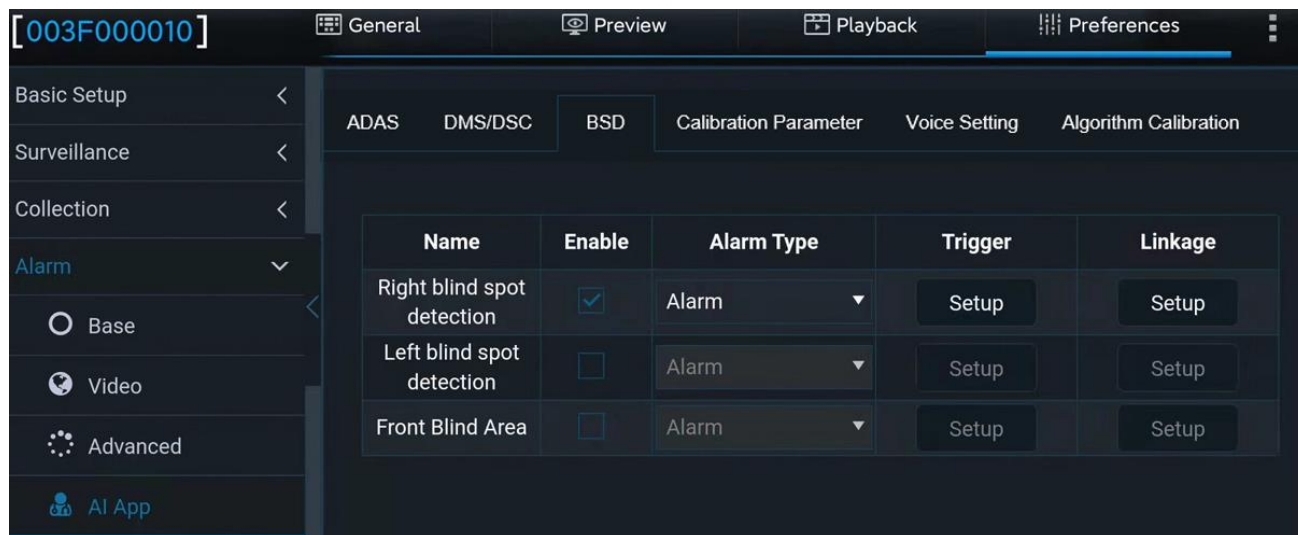 [003F000010]
General
Preview
Playback
Preferences
Basic Setup
Surveillance
Collection
Alarm
Base
Video
Advanced
AI App
ADAS
DMS/DSC
BSD
Calibration Parameter
Voice Setting
Algorithm Calibration
Name
Enable
Alarm Type
Trigger
Linkage
Right blind spot
detection
Alarm
Setup
Setup
Left blind spot
detection
Alarm
Setup
Setup
Front Blind Area
Alarm
Setup
Setup